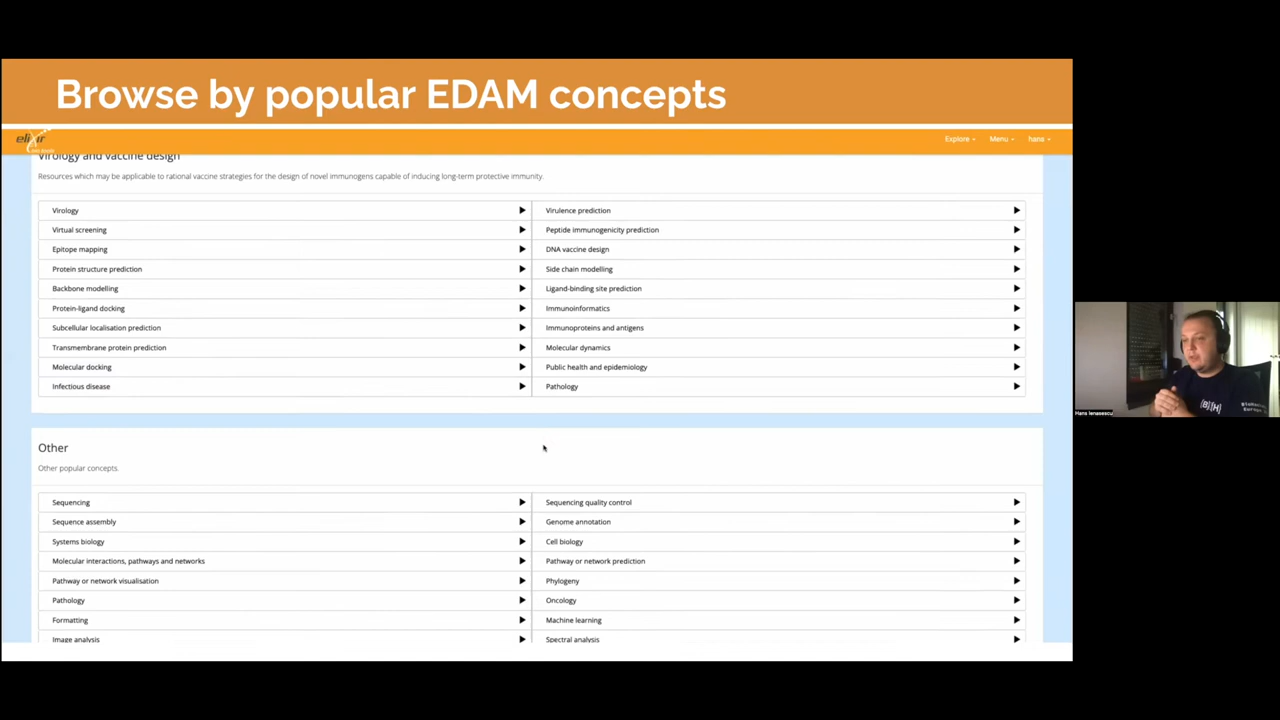 Browse by popular EDAM concepts
elixir
Explore
Menu
hans
Virology and vaccine design
Resources which may be applicable to rational vaccine strategies for the design of novel immunogens capable of inducing long-term protective immunity.
Virology
Virulence prediction
Virtual screening
Peptide immunogenicity prediction
Epitope mapping
DNA vaccine design
Protein structure prediction
Side chain modelling
Backbone modelling
Ligand-binding site prediction
Protein-ligand docking
Immunoinformatics
Subcellular localisation prediction
Immunoproteins and antigens
Transmembrane protein prediction
Molecular dynamics
Molecular docking
Public health and epidemiology
Infectious disease
Pathology
Other
Other popular concepts.
Sequencing
Sequencing quality control
Sequence assembly
Genome annotation
Systems biology
Cell biology
Molecular interactions, pathways and networks
Pathway or network prediction
Pathway or network visualisation
Phylogeny
Pathology
Oncology
Formatting
Machine learning
Image analysis
Spectral analysis
[B][H]
Hans Ienasescu